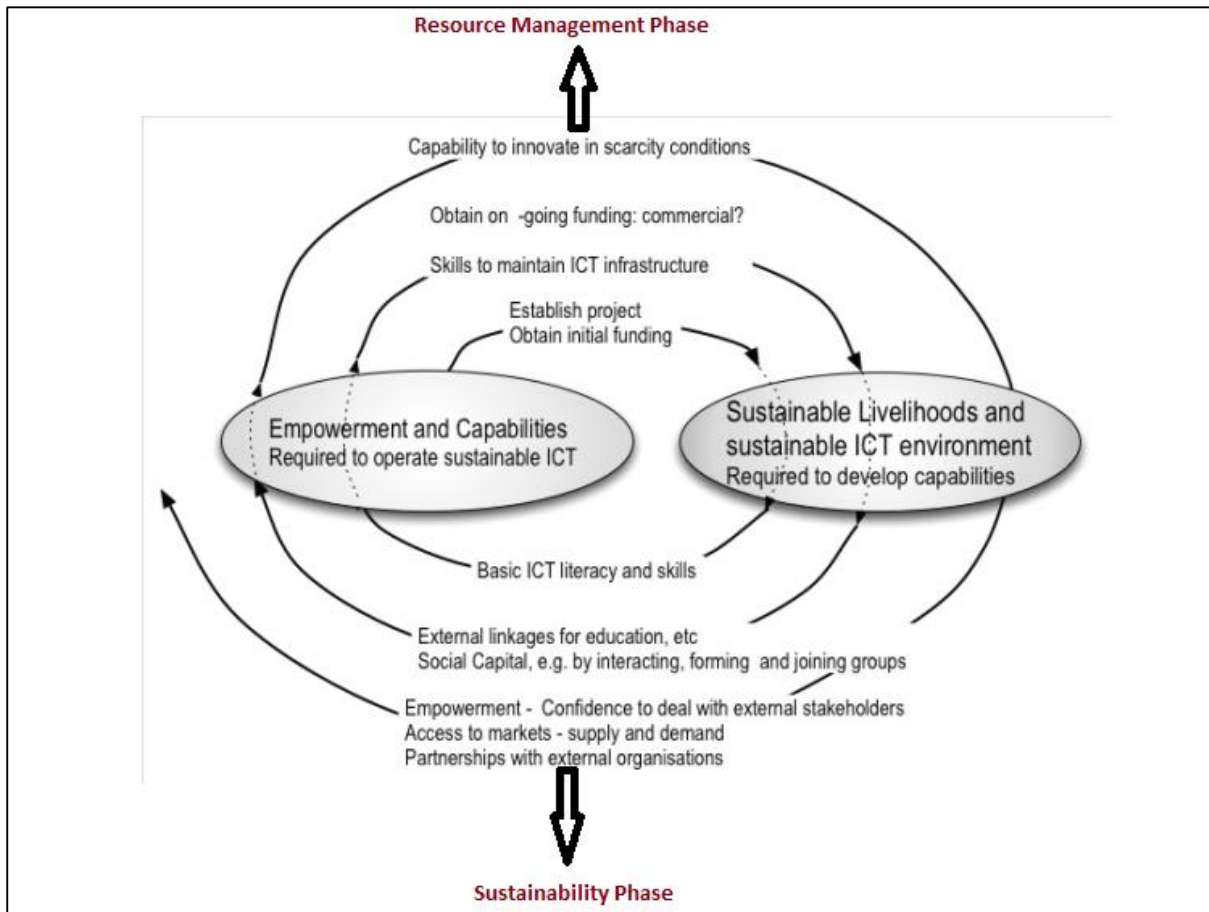 Resource Management Phase
Capability to innovate in scarcity conditions
Obtain on -going funding: commercial?
Skills to maintain ICT infrastructure
Establish project
Obtain initial funding
Empowerment and Capabilities
Required to operate sustainable ICT
Sustainable Livelihoods and
sustainable ICT environment
Required to develop capabilities
Basic ICT literacy and skills
External linkages for education, etc
Social Capital, e.g. by interacting, forming and joining groups
Empowerment - Confidence to deal with external stakeholders
Access to markets - supply and demand
Partnerships with external organisations
Sustainability Phase